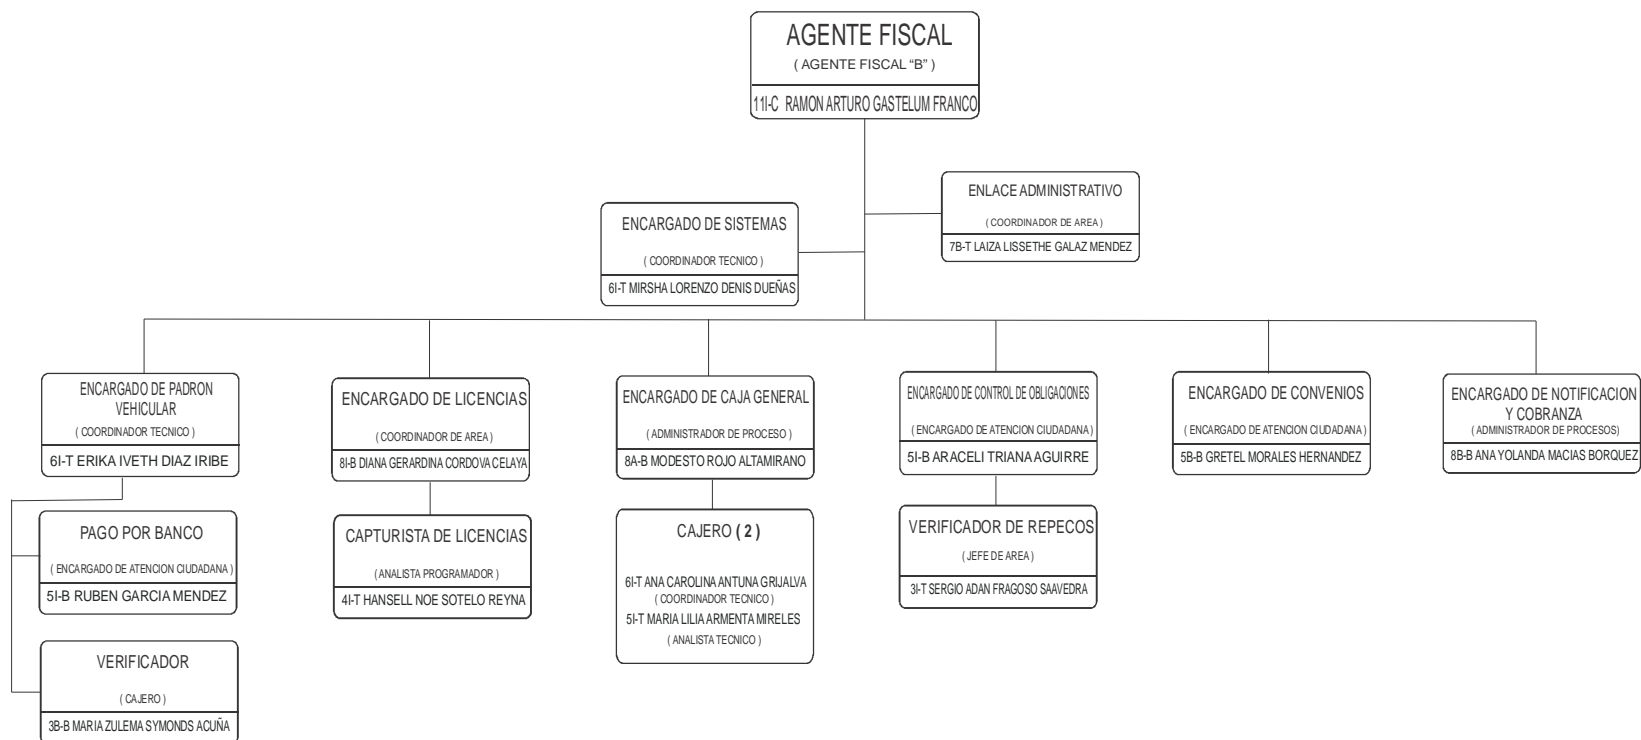 AGENTE FISCAL
( AGENTE FISCAL “B” )
11I-C RAMON ARTURO GASTELUM FRANCO
ENLACE ADMINISTRATIVO
( COORDINADOR DE AREA )
7B-T LAIZA LISSETHE GALAZ MENDEZ
ENCARGADO DE SISTEMAS
( COORDINADOR TECNICO )
6I-T MIRSHA LORENZO DENIS DUEÑAS
ENCARGADO DE PADRON
VEHICULAR
( COORDINADOR TECNICO )
6I-T ERIKA IVETH DIAZ IRIBE
PAGO POR BANCO
( ENCARGADO DE ATENCION CIUDADANA )
5I-B RUBEN GARCIA MENDEZ
VERIFICADOR
( CAJERO )
3B-B MARIA ZULEMA SYMONDS ACUÑA
ENCARGADO DE LICENCIAS
( COORDINADOR DE AREA )
8I-B DIANA GERARDINA CORDOVA CELAYA
CAPTURISTA DE LICENCIAS
( ANALISTA PROGRAMADOR )
4I-T HANSELL NOE SOTELO REYNA
ENCARGADO DE CAJA GENERAL
( ADMINISTRADOR DE PROCESO )
8A-B MODESTO ROJO ALTAMIRANO
CAJERO ( 2 )
6I-T ANA CAROLINA ANTUNA GRIJALVA
( COORDINADOR TECNICO )
5I-T MARIA LILIA ARMENTA MIRELES
( ANALISTA TECNICO )
ENCARGADO DE CONTROL DE OBLIGACIONES
( ENCARGADO DE ATENCION CIUDADANA )
5I-B ARACELI TRIANA AGUIRRE
VERIFICADOR DE REPECOS
( JEFE DE AREA )
3I-T SERGIO ADAN FRAGOSO SAAVEDRA
ENCARGADO DE CONVENIOS
( ENCARGADO DE ATENCION CIUDADANA )
5B-B GRETEL MORALES HERNANDEZ
ENCARGADO DE NOTIFICACION
Y COBRANZA
( ADMINISTRADOR DE PROCESOS)
8B-B ANA YOLANDA MACIAS BORQUEZ